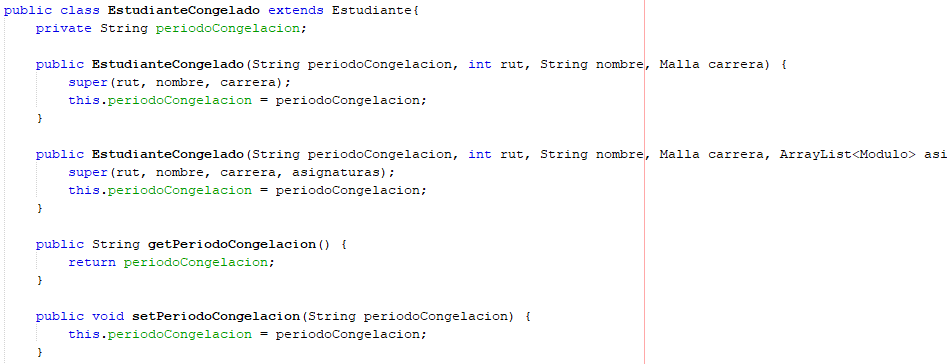 public class EstudianteCongelado extends Estudiante{
private String periodoCongelacion;
public EstudianteCongelado(String periodoCongelacion, int rut, String nombre, Malla carrera) {
super(rut, nombre, carrera);
this.periodoCongelacion = periodoCongelacion;
}
public EstudianteCongelado(String periodoCongelacion, int rut, String nombre, Malla carrera, ArrayList<Modulo> asi
super(rut, nombre, carrera, asignaturas);
this.periodoCongelacion = periodoCongelacion;
}
public String getPeriodoCongelacion() {
return periodoCongelacion;
}
public void setPeriodoCongelacion(String periodoCongelacion) {
this.periodoCongelacion = periodoCongelacion;
}